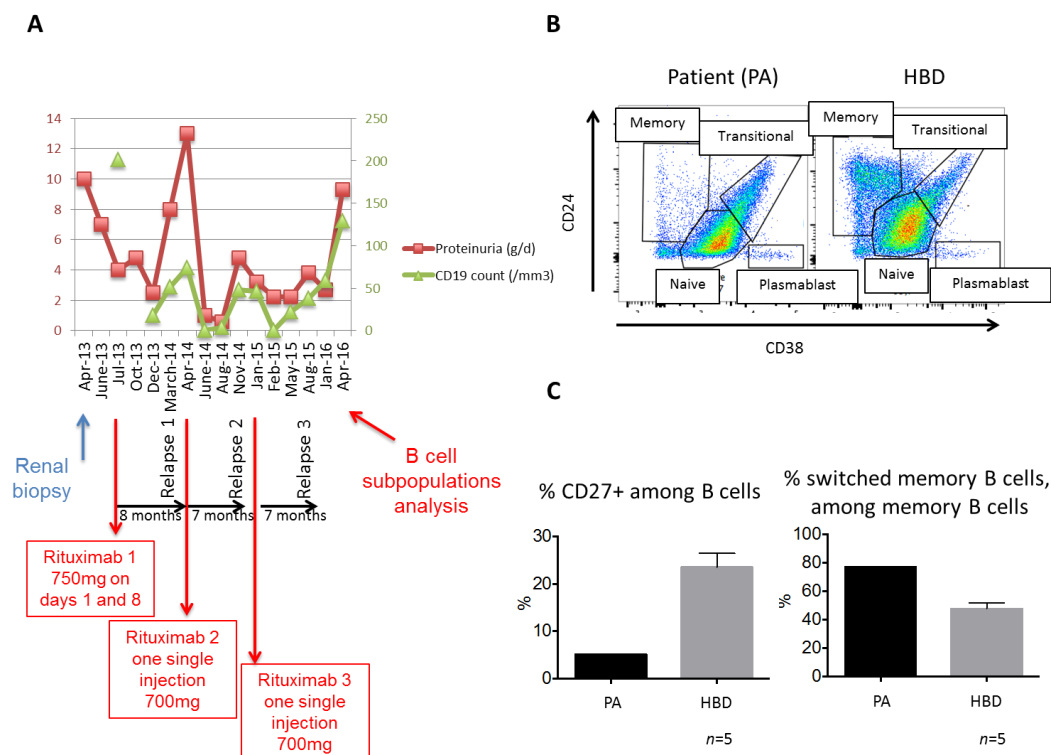 A
14
12
10
8
6
4
2
0
250
200
150
100
50
0
Proteinuria (g/d)
CD19 count (/mm3)
Apr-13
June-13
Jul-13
Oct-13
Dec-13
March-14
Apr-14
June-14
Aug-14
Nov-14
Jan-15
Feb-15
May-15
Aug-15
Jan-16
Apr-16
Renal
biopsy
Relapse 1
Relapse 2
Relapse 3
8 months
7 months
7 months
B cell
subpopulations
analysis
Rituximab 1
750mg on
days 1 and 8
Rituximab 2
one single
injection
700mg
Rituximab 3
one single
injection
700mg
B
Patient (PA)
HBD
Memory
Transitional
Memory
Transitional
CD24
Naive
Plasmablast
Naive
Plasmablast
CD38
C
% CD27+ among B cells
30
20
10
0
%
PA
HBD
n=5
% switched memory B cells,
among memory B cells
100
80
60
40
20
0
%
PA
HBD
n=5